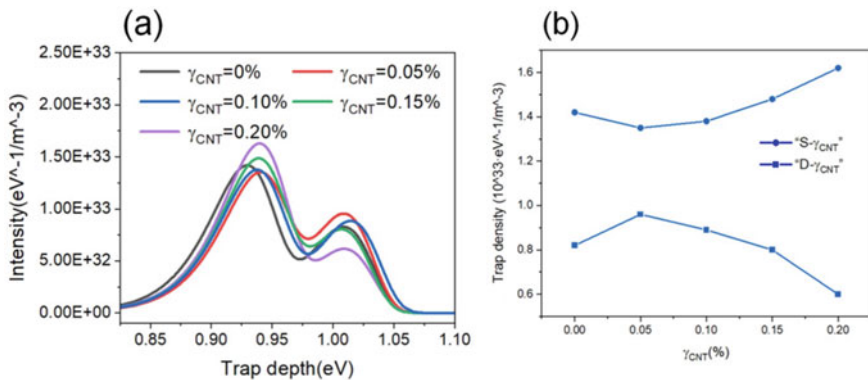 (a)
2.50E+33
2.00E+33
1.50E+33
1.00E+33
5.00E+32
0.00E+00
Intensity(eV^-1/m^-3)
γCNT=0% γCNT=0.05%
γCNT=0.10% γCNT=0.15%
γCNT=0.20%
0.85 0.90 0.95 1.00 1.05 1.10
Trap depth(eV)
(b)
1.6
1.4
1.2
1.0
0.8
0.6
Trap density (10^33·eV^-1/m^-3)
"S-γCNT"
"D-γCNT"
0.00 0.05 0.10 0.15 0.20
γCNT(%)